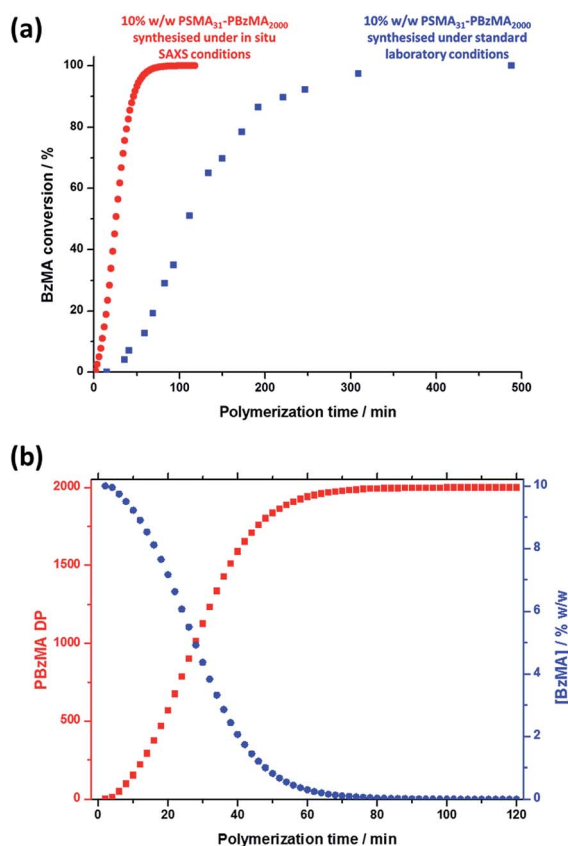 (a)
10% w/w PSMA31-PBzMA2000
synthesised under in situ
SAXS conditions
10% w/w PSMA31-PBzMA2000
synthesised under standard
laboratory conditions
100
80
60
40
20
0
BzMA conversion / %
0
100
200
300
400
500
Polymerization time / min
(b)
2000
1500
1000
500
0
PBzMA DP
10
8
6
4
2
0
[BzMA] / % w/w
0
20
40
60
80
100
120
Polymerization time / min